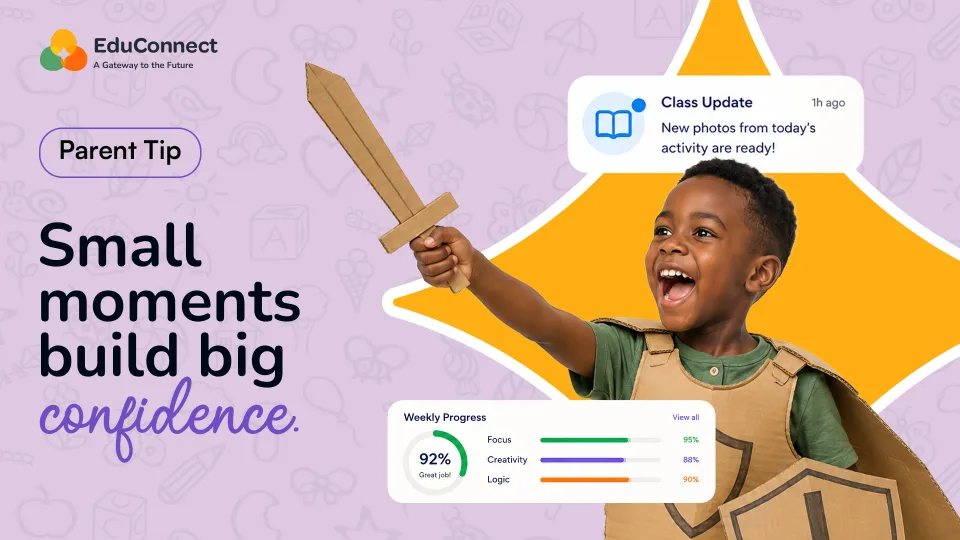 EduConnect
A Gateway to the Future
Parent Tip
Small
moments
build big
confidence.
Class Update
1h ago
New photos from today's
activity are ready!
Weekly Progress
View all
92%
Great job!
Focus
95%
Creativity
88%
Logic
90%